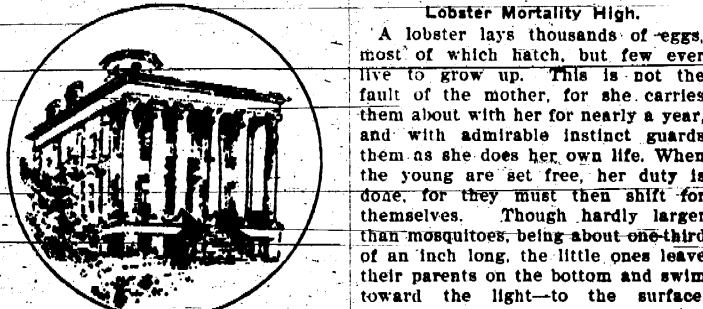 Lobster Mortality High.
A lobster lays thousands of eggs,
most of which hatch, but few ever
live to grow up. This is not the
fault of the mother, for she carries
them about with her for nearly a year,
and with admirable instinct guards
them as she does her own life. When
the young are set free, her duty is
done, for they must then shift for
themselves. Though hardly larger
than mosquitoes, being about one-third
of an inch long, the little ones leave
their parents on the bottom and swim
toward the light—to the surface